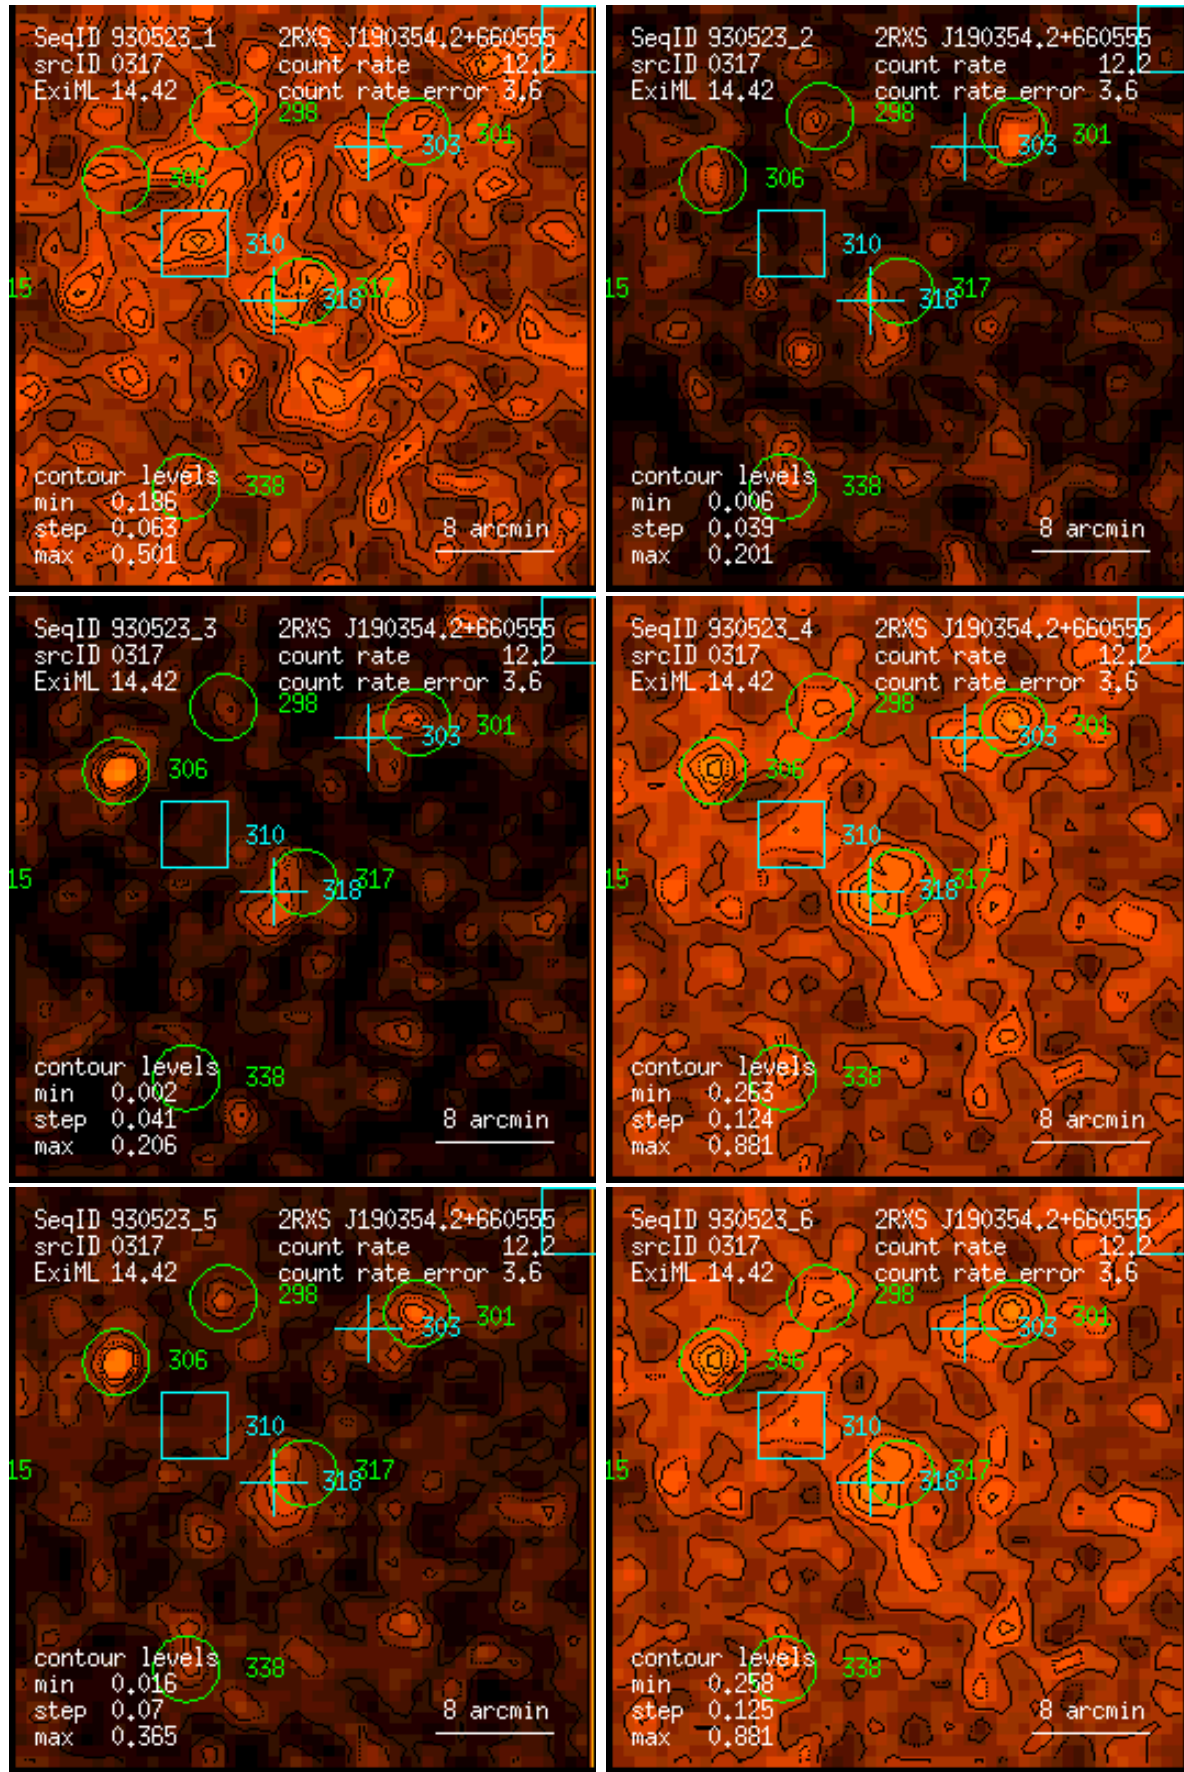 SeqID 930523_1 2RXS J190354.2+660555
srcID 0317 count rate 12.2
ExiML 14.42 count rate error 3.6
298
303 301
306
310
15 318 317
contour levels
338
min 0.186
step 0.063 8 arcmin
max 0.501
SeqID 930523_2 2RXS J190354.2+660555
srcID 0317 count rate 12.2
ExiML 14.42 count rate error 3.6
298
303 301
306
310
15 318 317
contour levels
338
min 0.006
step 0.039 8 arcmin
max 0.201
SeqID 930523_3 2RXS J190354.2+660555
srcID 0317 count rate 12.2
ExiML 14.42 count rate error 3.6
298
303 301
306
310
15 318 317
contour levels
338
min 0.002
step 0.041 8 arcmin
max 0.206
SeqID 930523_4 2RXS J190354.2+660555
srcID 0317 count rate 12.2
ExiML 14.42 count rate error 3.6
298
303 301
306
310
15 318 317
contour levels
338
min 0.263
step 0.124 8 arcmin
max 0.881
SeqID 930523_5 2RXS J190354.2+660555
srcID 0317 count rate 12.2
ExiML 14.42 count rate error 3.6
298
303 301
306
310
15 318 317
contour levels
338
min 0.016
step 0.07 8 arcmin
max 0.365
SeqID 930523_6 2RXS J190354.2+660555
srcID 0317 count rate 12.2
ExiML 14.42 count rate error 3.6
298
303 301
306
310
15 318 317
contour levels
338
min 0.258
step 0.125 8 arcmin
max 0.881